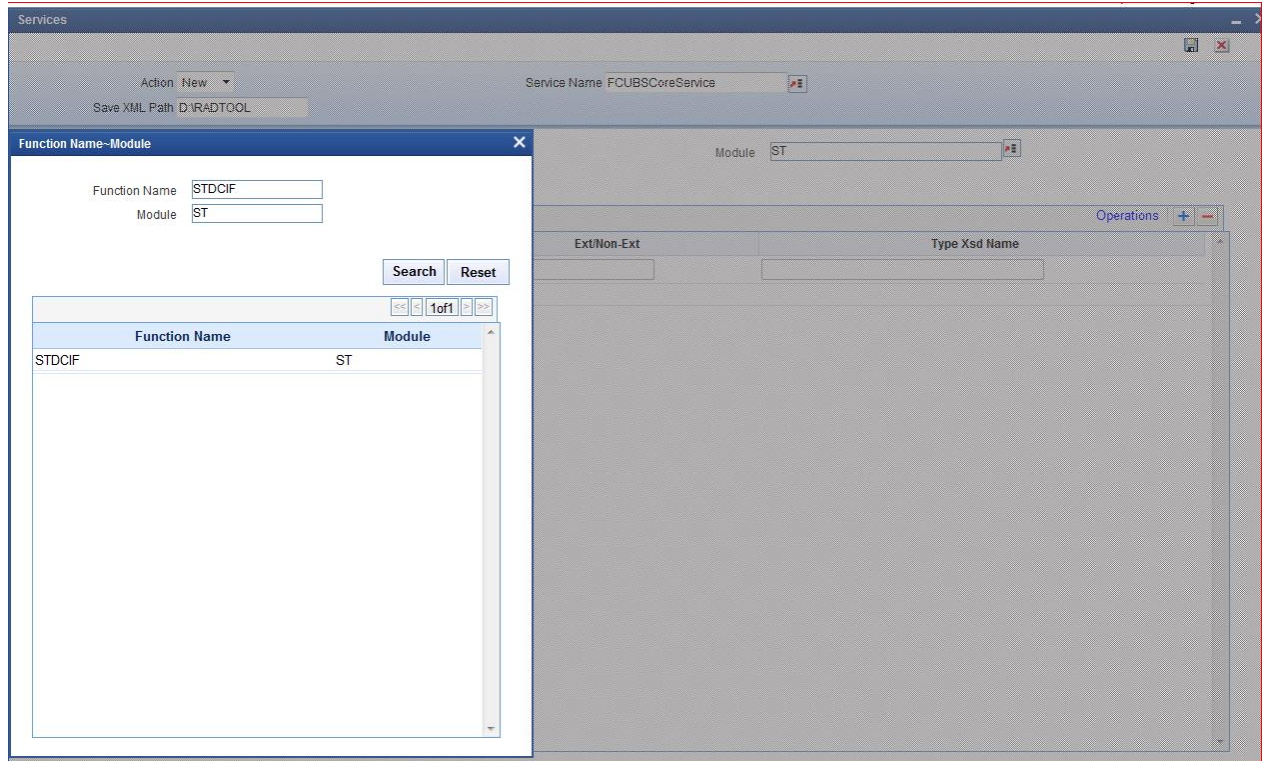 Services
Action New
Service Name FCUBSCoreService
Save XML Path D:\RADTOOL
Function Name~Module
Module ST
Function Name STDCIF
Module ST
Operations + −
Ext/Non-Ext Type Xsd Name
Search Reset
<< < 1of1 > >>
Function Name Module
STDCIF ST